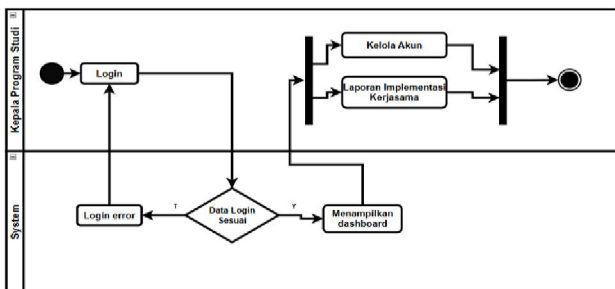 Kepala Program Studi
Login
Kelola Akun
Laporan Implementasi
Kerjasama
System
Login error
T
Data Login
Sesuai
Y
Menampilkan
dashboard